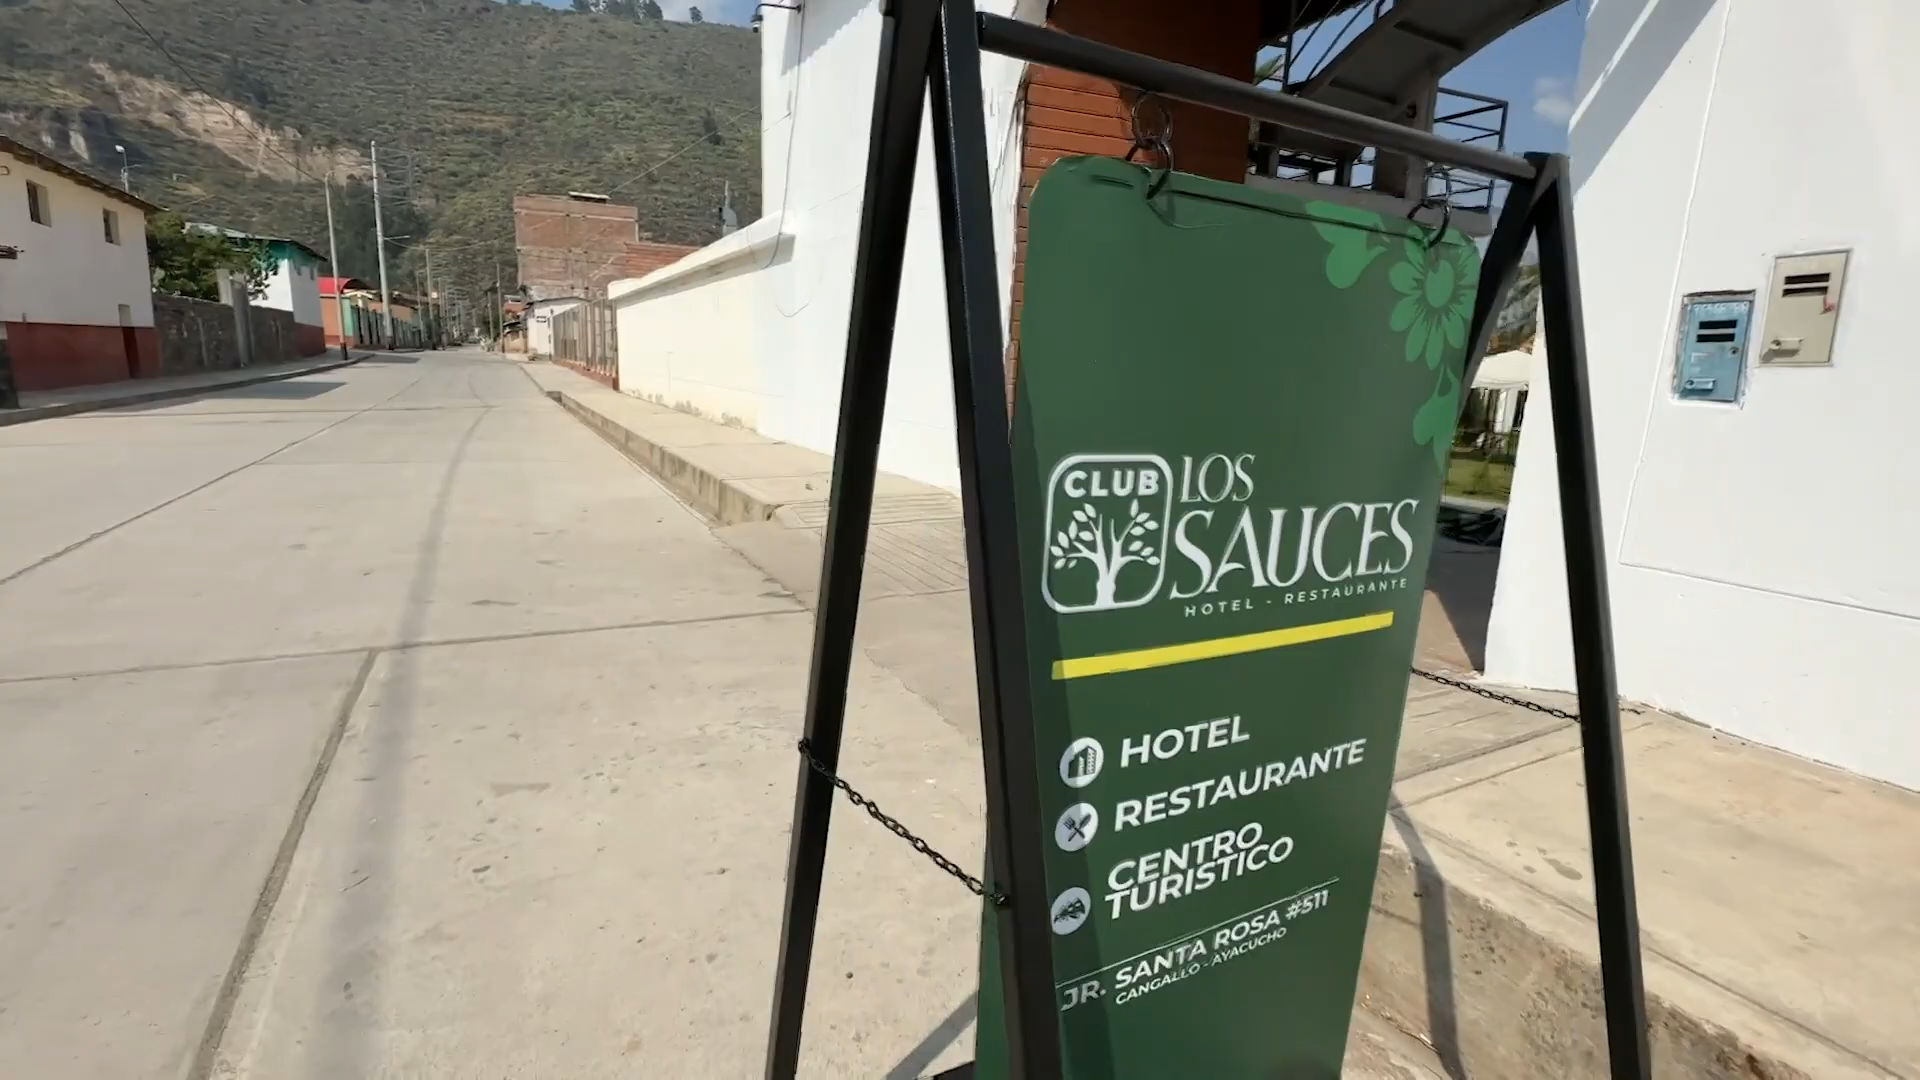 CLUB
LOS
SAUCES
HOTEL - RESTAURANTE
HOTEL
RESTAURANTE
CENTRO
TURISTICO
JR. SANTA ROSA #511
CANGALLO - AYACUCHO